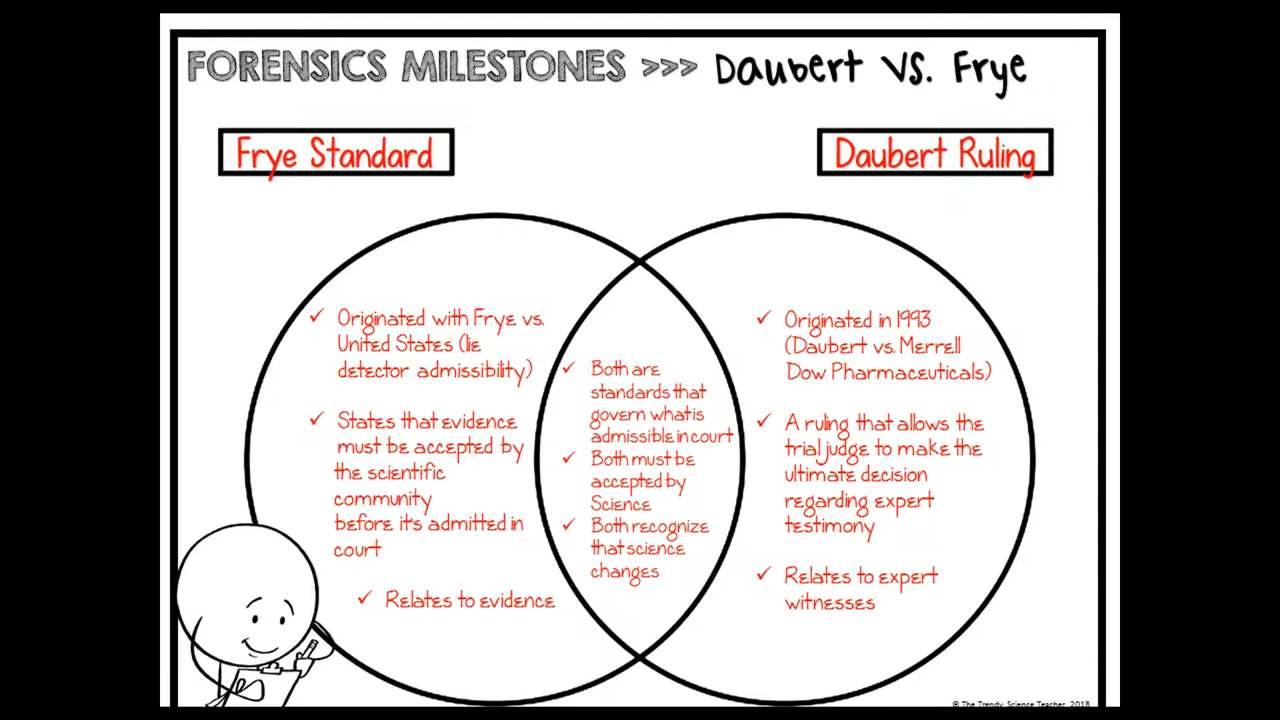 FORENSICS MILESTONES >>> Daubert VS. Frye
Frye Standard
Daubert Ruling
✓ Originated with Frye vs.
United States (lie
detector admissibility)
✓ States that evidence
must be accepted by
the scientific
community
before it's admitted in
court
✓ Relates to evidence
✓ Both are
standards that
govern what is
admissible in court
✓ Both must be
accepted by
Science
✓ Both recognize
that science
changes
✓ Originated in 1993
(Daubert vs. Merrell
Dow Pharmaceuticals)
✓ A ruling that allows the
trial judge to make the
ultimate decision
regarding expert
testimony
✓ Relates to expert
witnesses
© The Trendy Science Teacher, 2018